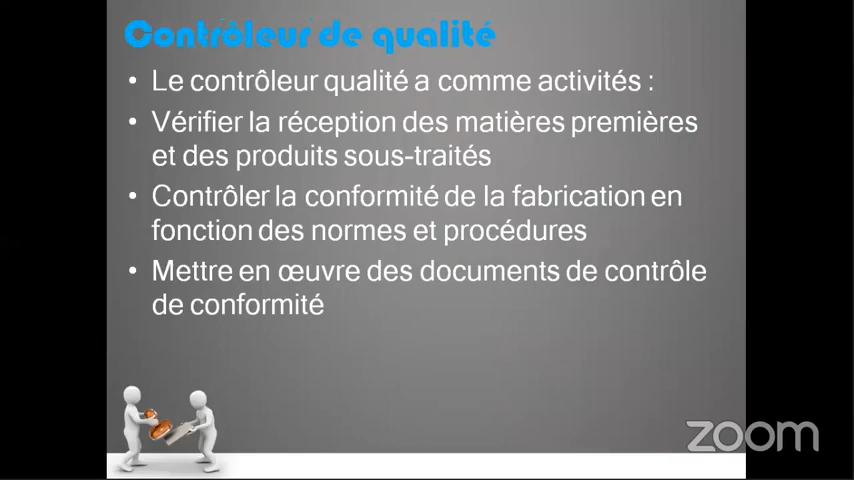 Contrôleur de qualité
• Le contrôleur qualité a comme activités :
• Vérifier la réception des matières premières
et des produits sous-traités
• Contrôler la conformité de la fabrication en
fonction des normes et procédures
• Mettre en œuvre des documents de contrôle
de conformité
zoom